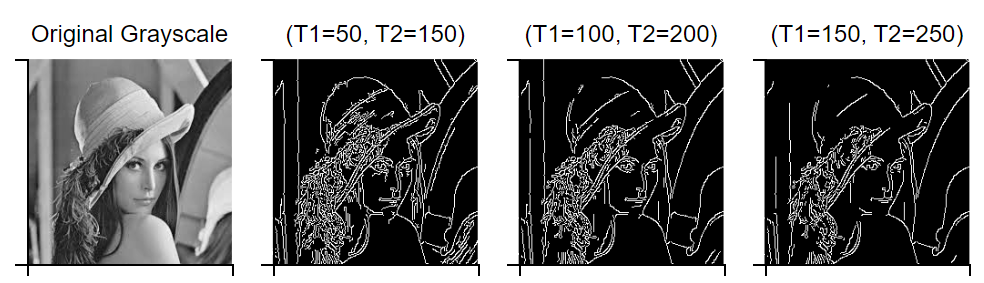 Original Grayscale
(T1=50, T2=150)
(T1=100, T2=200)
(T1=150, T2=250)